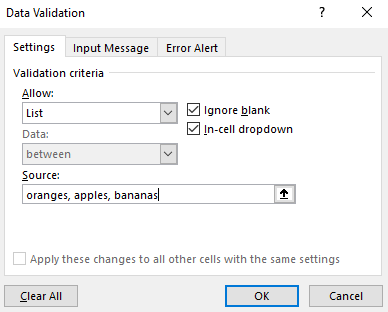 Data Validation
?
Settings
Input Message
Error Alert
Validation criteria
Allow:
List
Ignore blank
In-cell dropdown
Data:
between
Source:
oranges, apples, bananas
Apply these changes to all other cells with the same settings
Clear All
OK
Cancel